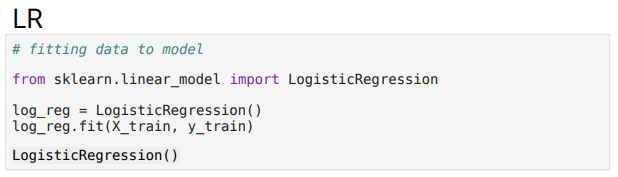 LR
# fitting data to model
from sklearn.linear_model import LogisticRegression
log_reg = LogisticRegression()
log_reg.fit(X_train, y_train)
LogisticRegression()